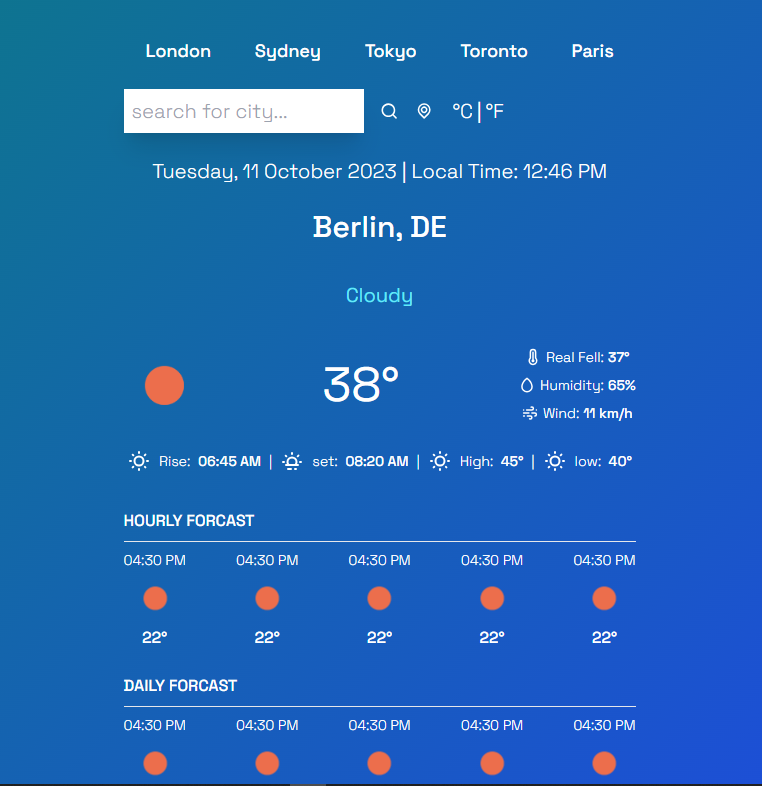 London Sydney Tokyo Toronto Paris
search for city...
°C | °F
Tuesday, 11 October 2023 | Local Time: 12:46 PM
Berlin, DE
Cloudy
38°
Real Fell: 37°
Humidity: 65%
Wind: 11 km/h
Rise: 06:45 AM | set: 08:20 AM | High: 45° | low: 40°
HOURLY FORCAST
04:30 PM 04:30 PM 04:30 PM 04:30 PM 04:30 PM
22° 22° 22° 22° 22°
DAILY FORCAST
04:30 PM 04:30 PM 04:30 PM 04:30 PM 04:30 PM